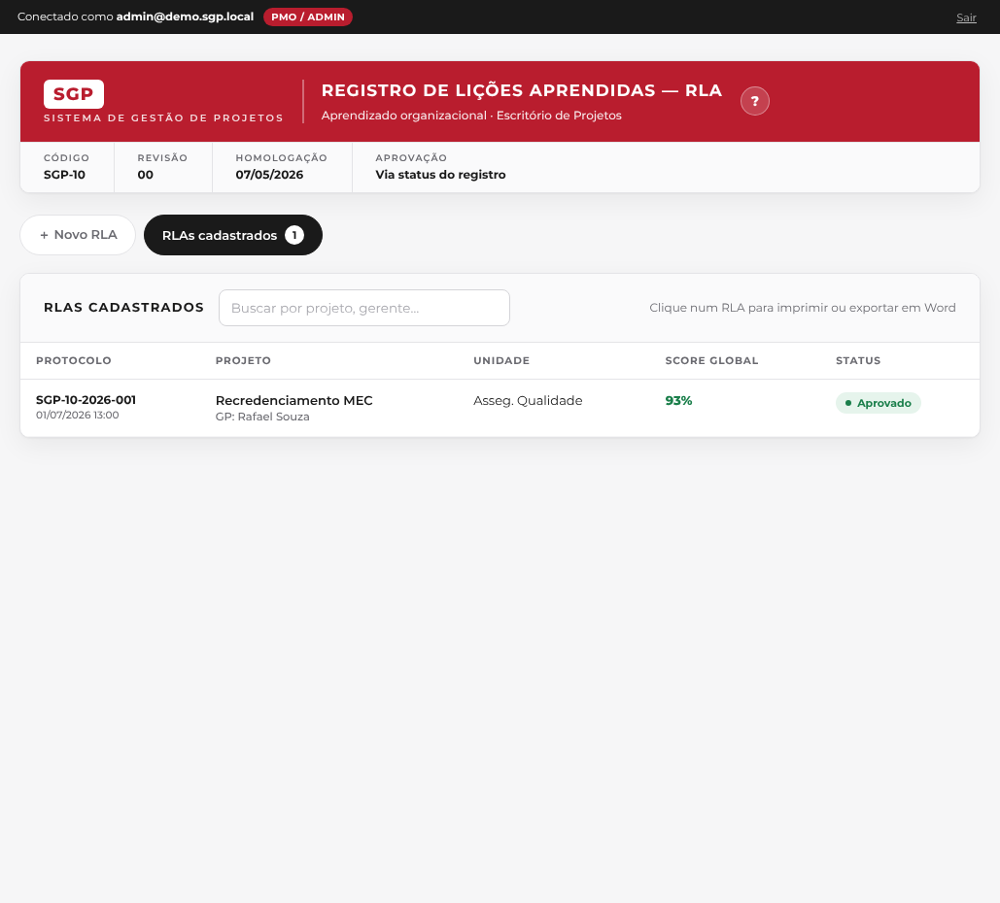 Conectado como admin@demo.sgp.local PMO / ADMIN Sair
SGP
SISTEMA DE GESTÃO DE PROJETOS
REGISTRO DE LIÇÕES APRENDIDAS — RLA
Aprendizado organizacional · Escritório de Projetos
?
CÓDIGO REVISÃO HOMOLOGAÇÃO APROVAÇÃO
SGP-10 00 07/05/2026 Via status do registro
+ Novo RLA RLAs cadastrados 1
RLAS CADASTRADOS Buscar por projeto, gerente... Clique num RLA para imprimir ou exportar em Word
PROTOCOLO PROJETO UNIDADE SCORE GLOBAL STATUS
SGP-10-2026-001 Recredenciamento MEC Asseg. Qualidade 93% Aprovado
01/07/2026 13:00 GP: Rafael Souza